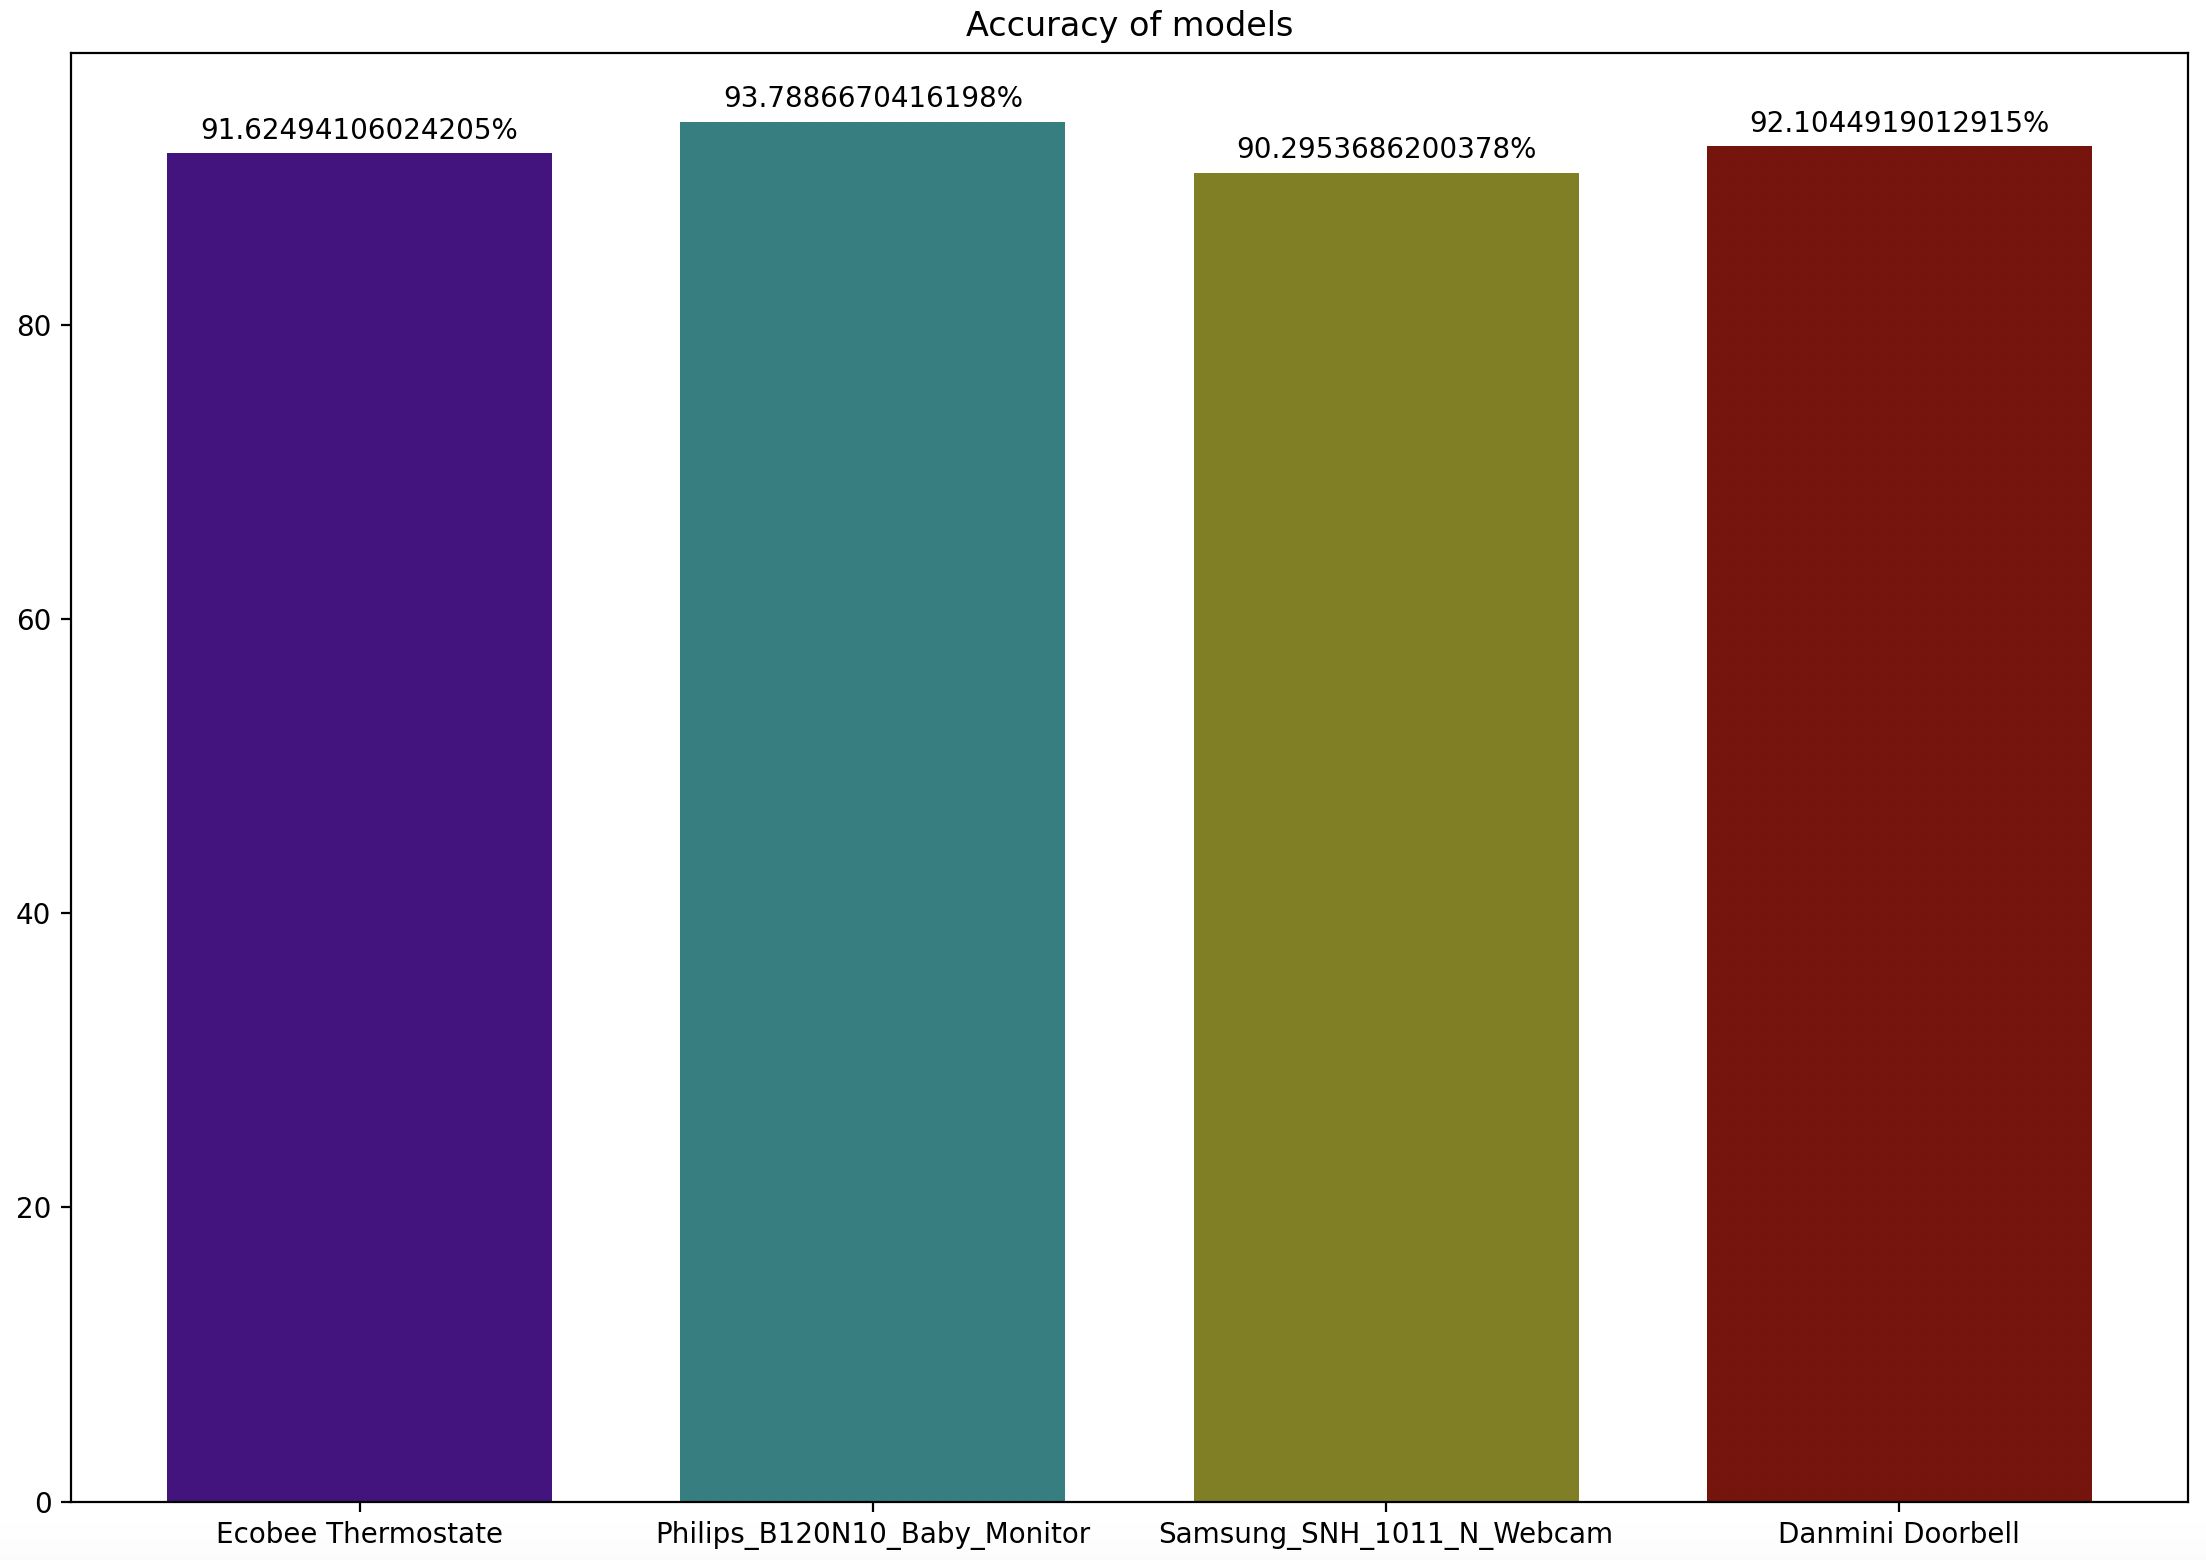 Accuracy of models
91.62494106024205%
93.7886670416198%
90.2953686200378%
92.1044919012915%
80
60
40
20
0
Ecobee Thermostate
Philips_B120N10_Baby_Monitor
Samsung_SNH_1011_N_Webcam
Danmini Doorbell